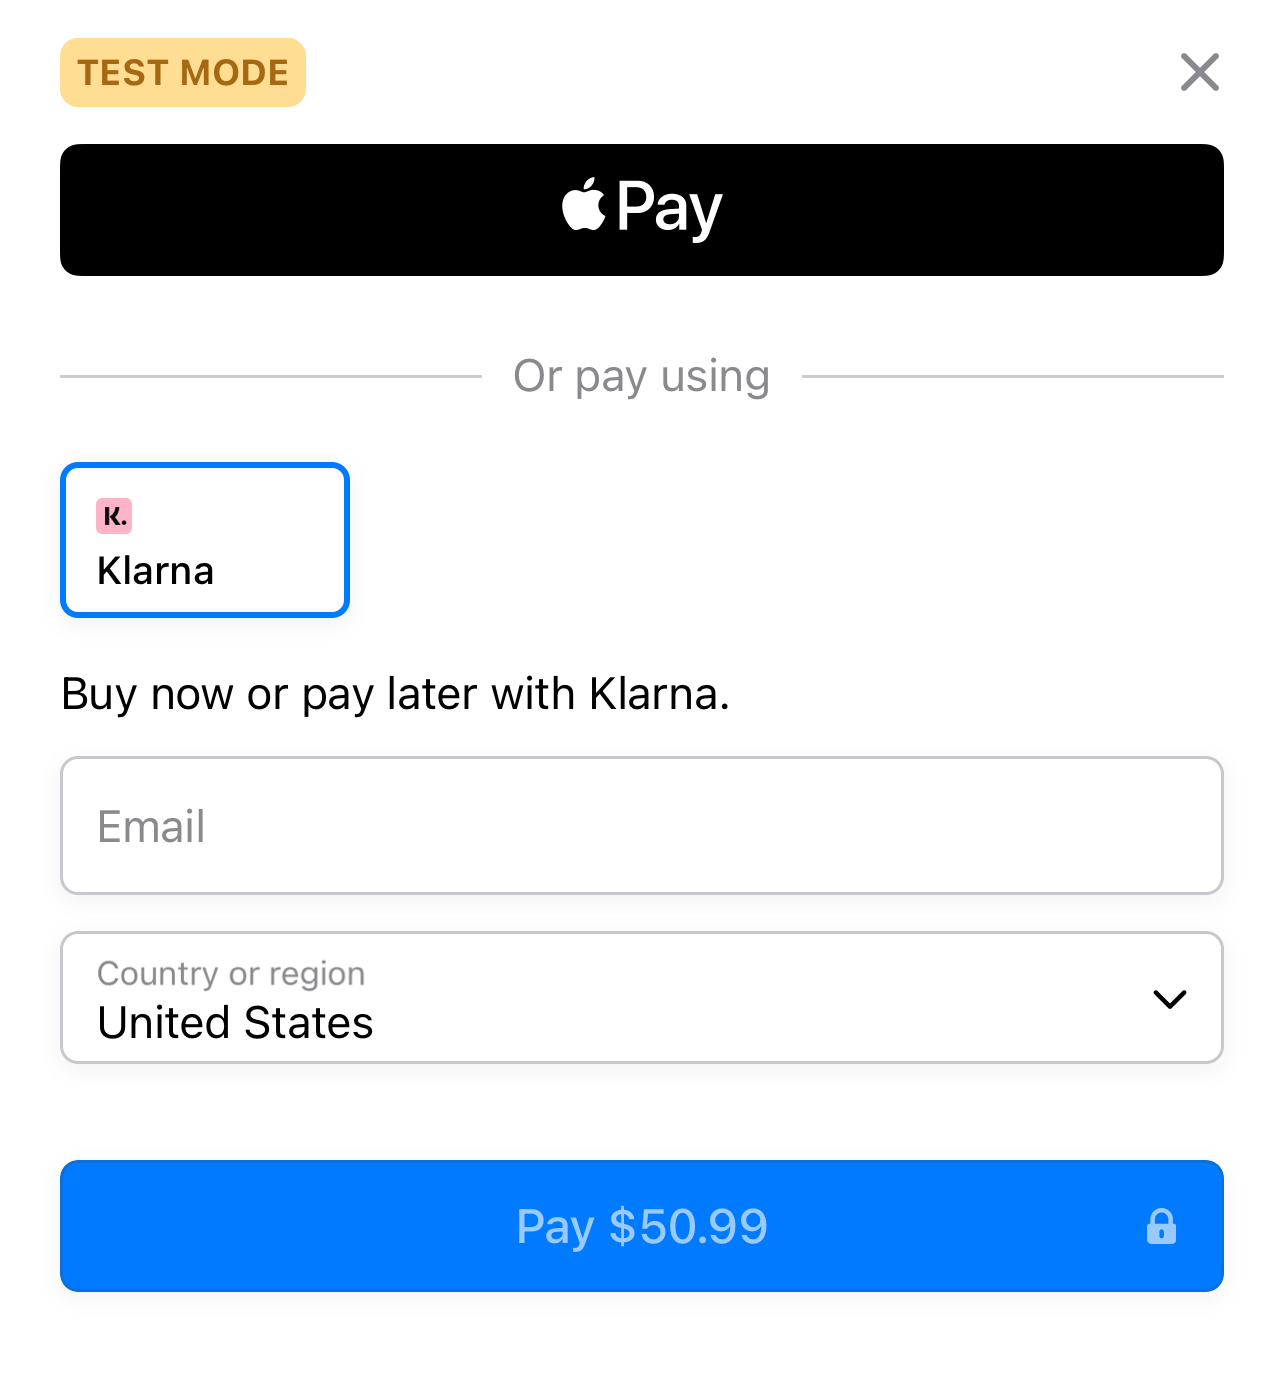 TEST MODE
Pay
Or pay using
K.
Klarna
Buy now or pay later with Klarna.
Email
Country or region
United States
Pay $50.99